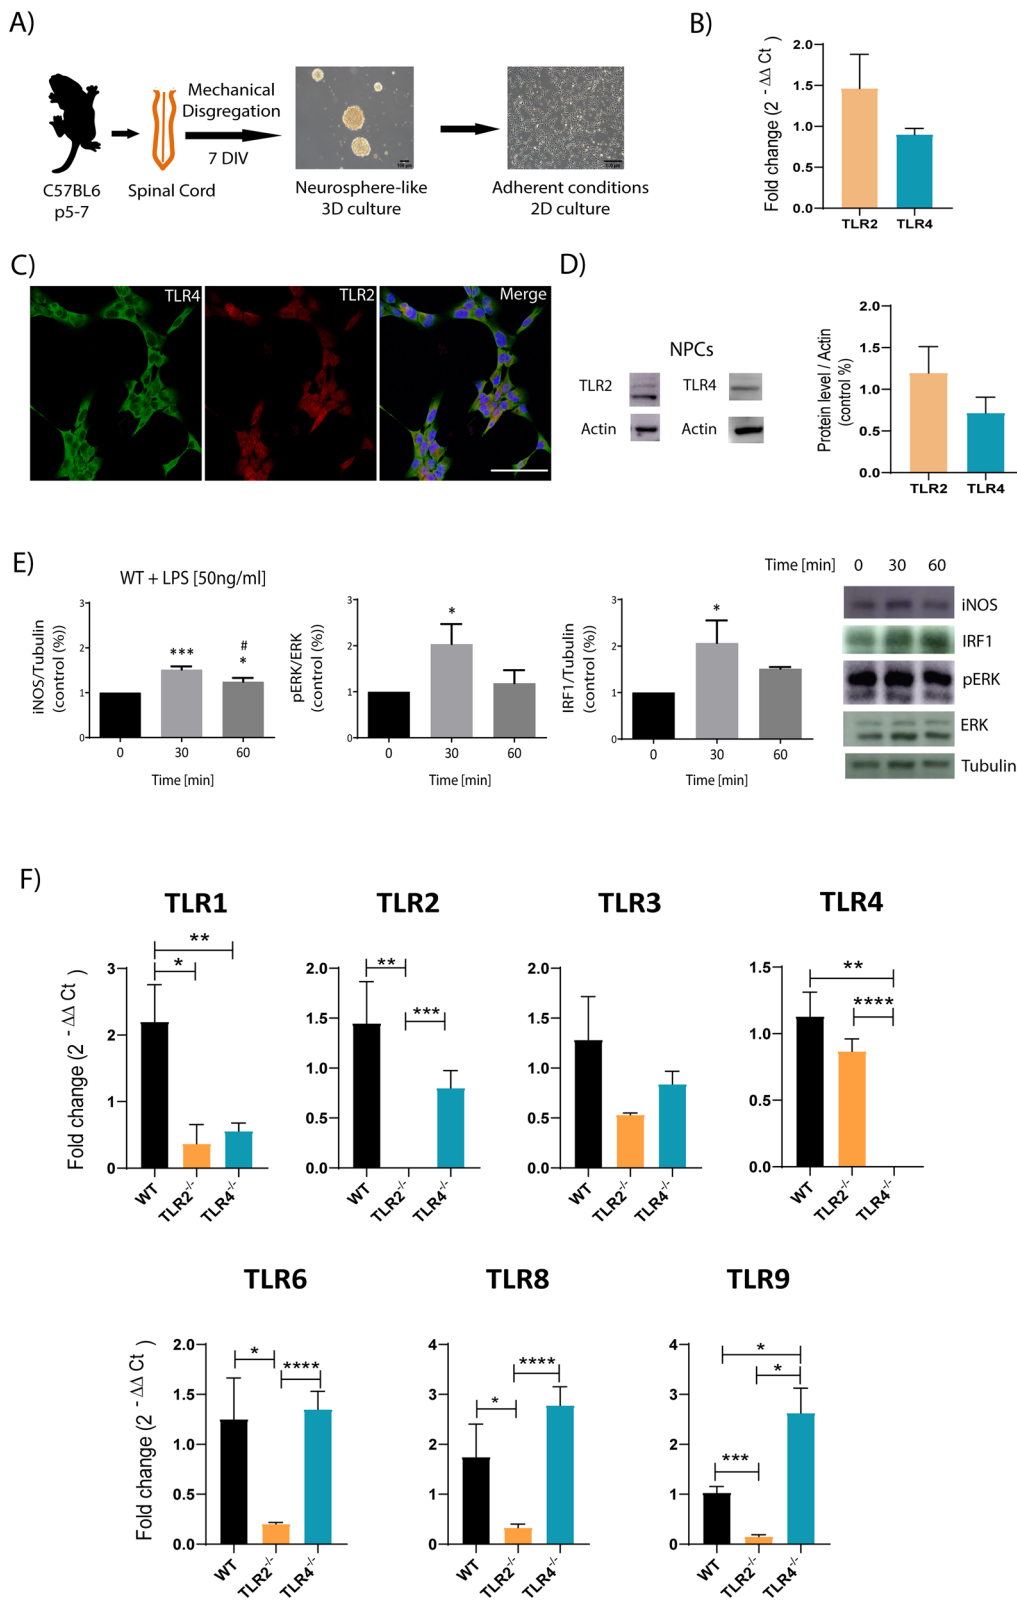 A)
Mechanical
Disgregation
7 DIV
C57BL6
p5-7
Spinal Cord
Neurosphere-like
3D culture
Adherent conditions
2D culture
B)
Fold change (2 - ΔΔ Ct )
2.0
1.5
1.0
0.5
0.0
TLR2
TLR4
C)
TLR4
TLR2
Merge
D)
NPCs
TLR2
TLR4
Actin
Actin
Protein level / Actin
(control %)
2.0
1.5
1.0
0.5
0.0
TLR2
TLR4
E)
WT + LPS [50ng/ml]
iNOS/Tubulin
(control (%))
3
2
1
0
***
#
*
0
30
60
Time [min]
pERK/ERK
(control (%))
3
2
1
0
*
0
30
60
Time [min]
IRF1/Tubulin
(control (%))
3
2
1
0
*
0
30
60
Time [min]
Time [min] 0 30 60
iNOS
IRF1
pERK
ERK
Tubulin
F)
TLR1
Fold change (2 - ΔΔ Ct )
3
2
1
0
**
*
WT
TLR2-/-
TLR4-/-
TLR2
2.0
1.5
1.0
0.5
0.0
**
***
WT
TLR2-/-
TLR4-/-
TLR3
2.0
1.5
1.0
0.5
0.0
WT
TLR2-/-
TLR4-/-
TLR4
1.5
1.0
0.5
0.0
**
****
WT
TLR2-/-
TLR4-/-
TLR6
Fold change (2 - ΔΔ Ct )
2.0
1.5
1.0
0.5
0.0
*
****
WT
TLR2-/-
TLR4-/-
TLR8
4
3
2
1
0
****
*
WT
TLR2-/-
TLR4-/-
TLR9
4
3
2
1
0
*
*
***
WT
TLR2-/-
TLR4-/-